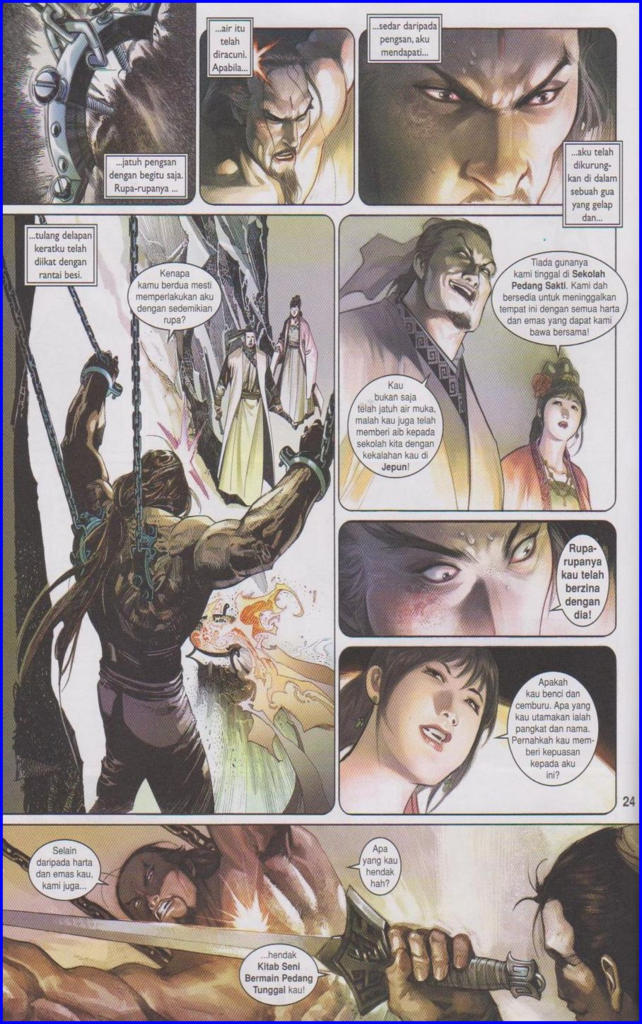 ...jatuh pengsan
dengan begitu saja.
Rupa-rupanya ...
...air itu
telah
diracuni.
Apabila...
...sedar daripada
pengsan, aku
mendapati...
...aku telah
dikurung-
kan di dalam
sebuah gua
yang gelap
dan...
...tulang delapan
keratku telah
diikat dengan
rantai besi.
Kenapa
kamu berdua mesti
memperlakukan aku
dengan sedemikian
rupa?
Tiada gunanya
kami tinggal di Sekolah
Pedang Sakti. Kami dah
bersedia untuk meninggalkan
tempat ini dengan semua harta
dan emas yang dapat kami
bawa bersama!
Kau
bukan saja
telah jatuh air muka,
malah kau juga telah
memberi aib kepada
sekolah kita dengan
kekalahan kau di
Jepun!
Rupa-
rupanya
kau telah
berzina
dengan
dia!
Apakah
kau benci dan
cemburu. Apa yang
kau utamakan ialah
pangkat dan nama.
Pernahkah kau mem-
beri kepuasan
kepada aku
ini?
24
Selain
daripada harta
dan emas kau,
kami juga...
Apa
yang kau
hendak
hah?
...hendak
Kitab Seni
Bermain Pedang
Tunggal kau!